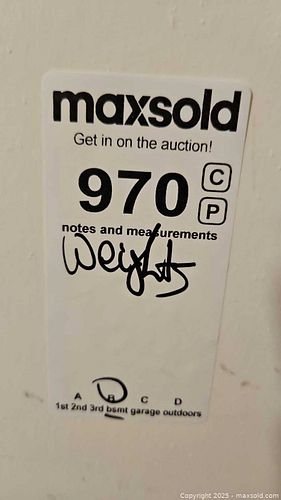 maxsold
Get in on the auction!
970 C
P
notes and measurements
Weights
A B C D
1st 2nd 3rd bsmt garage outdoors
Copyright 2025 - maxsold.com